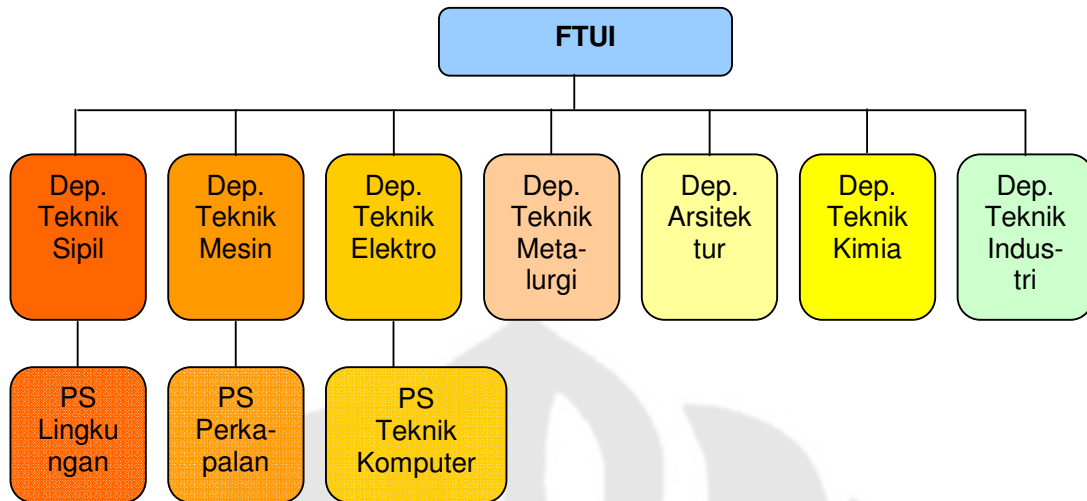 FTUI
Dep.
Teknik
Sipil
Dep.
Teknik
Mesin
Dep.
Teknik
Elektro
Dep.
Teknik
Meta-
lurgi
Dep.
Arsitek
tur
Dep.
Teknik
Kimia
Dep.
Teknik
Indus-
tri
PS
Lingku
ngan
PS
Perka-
palan
PS
Teknik
Komputer